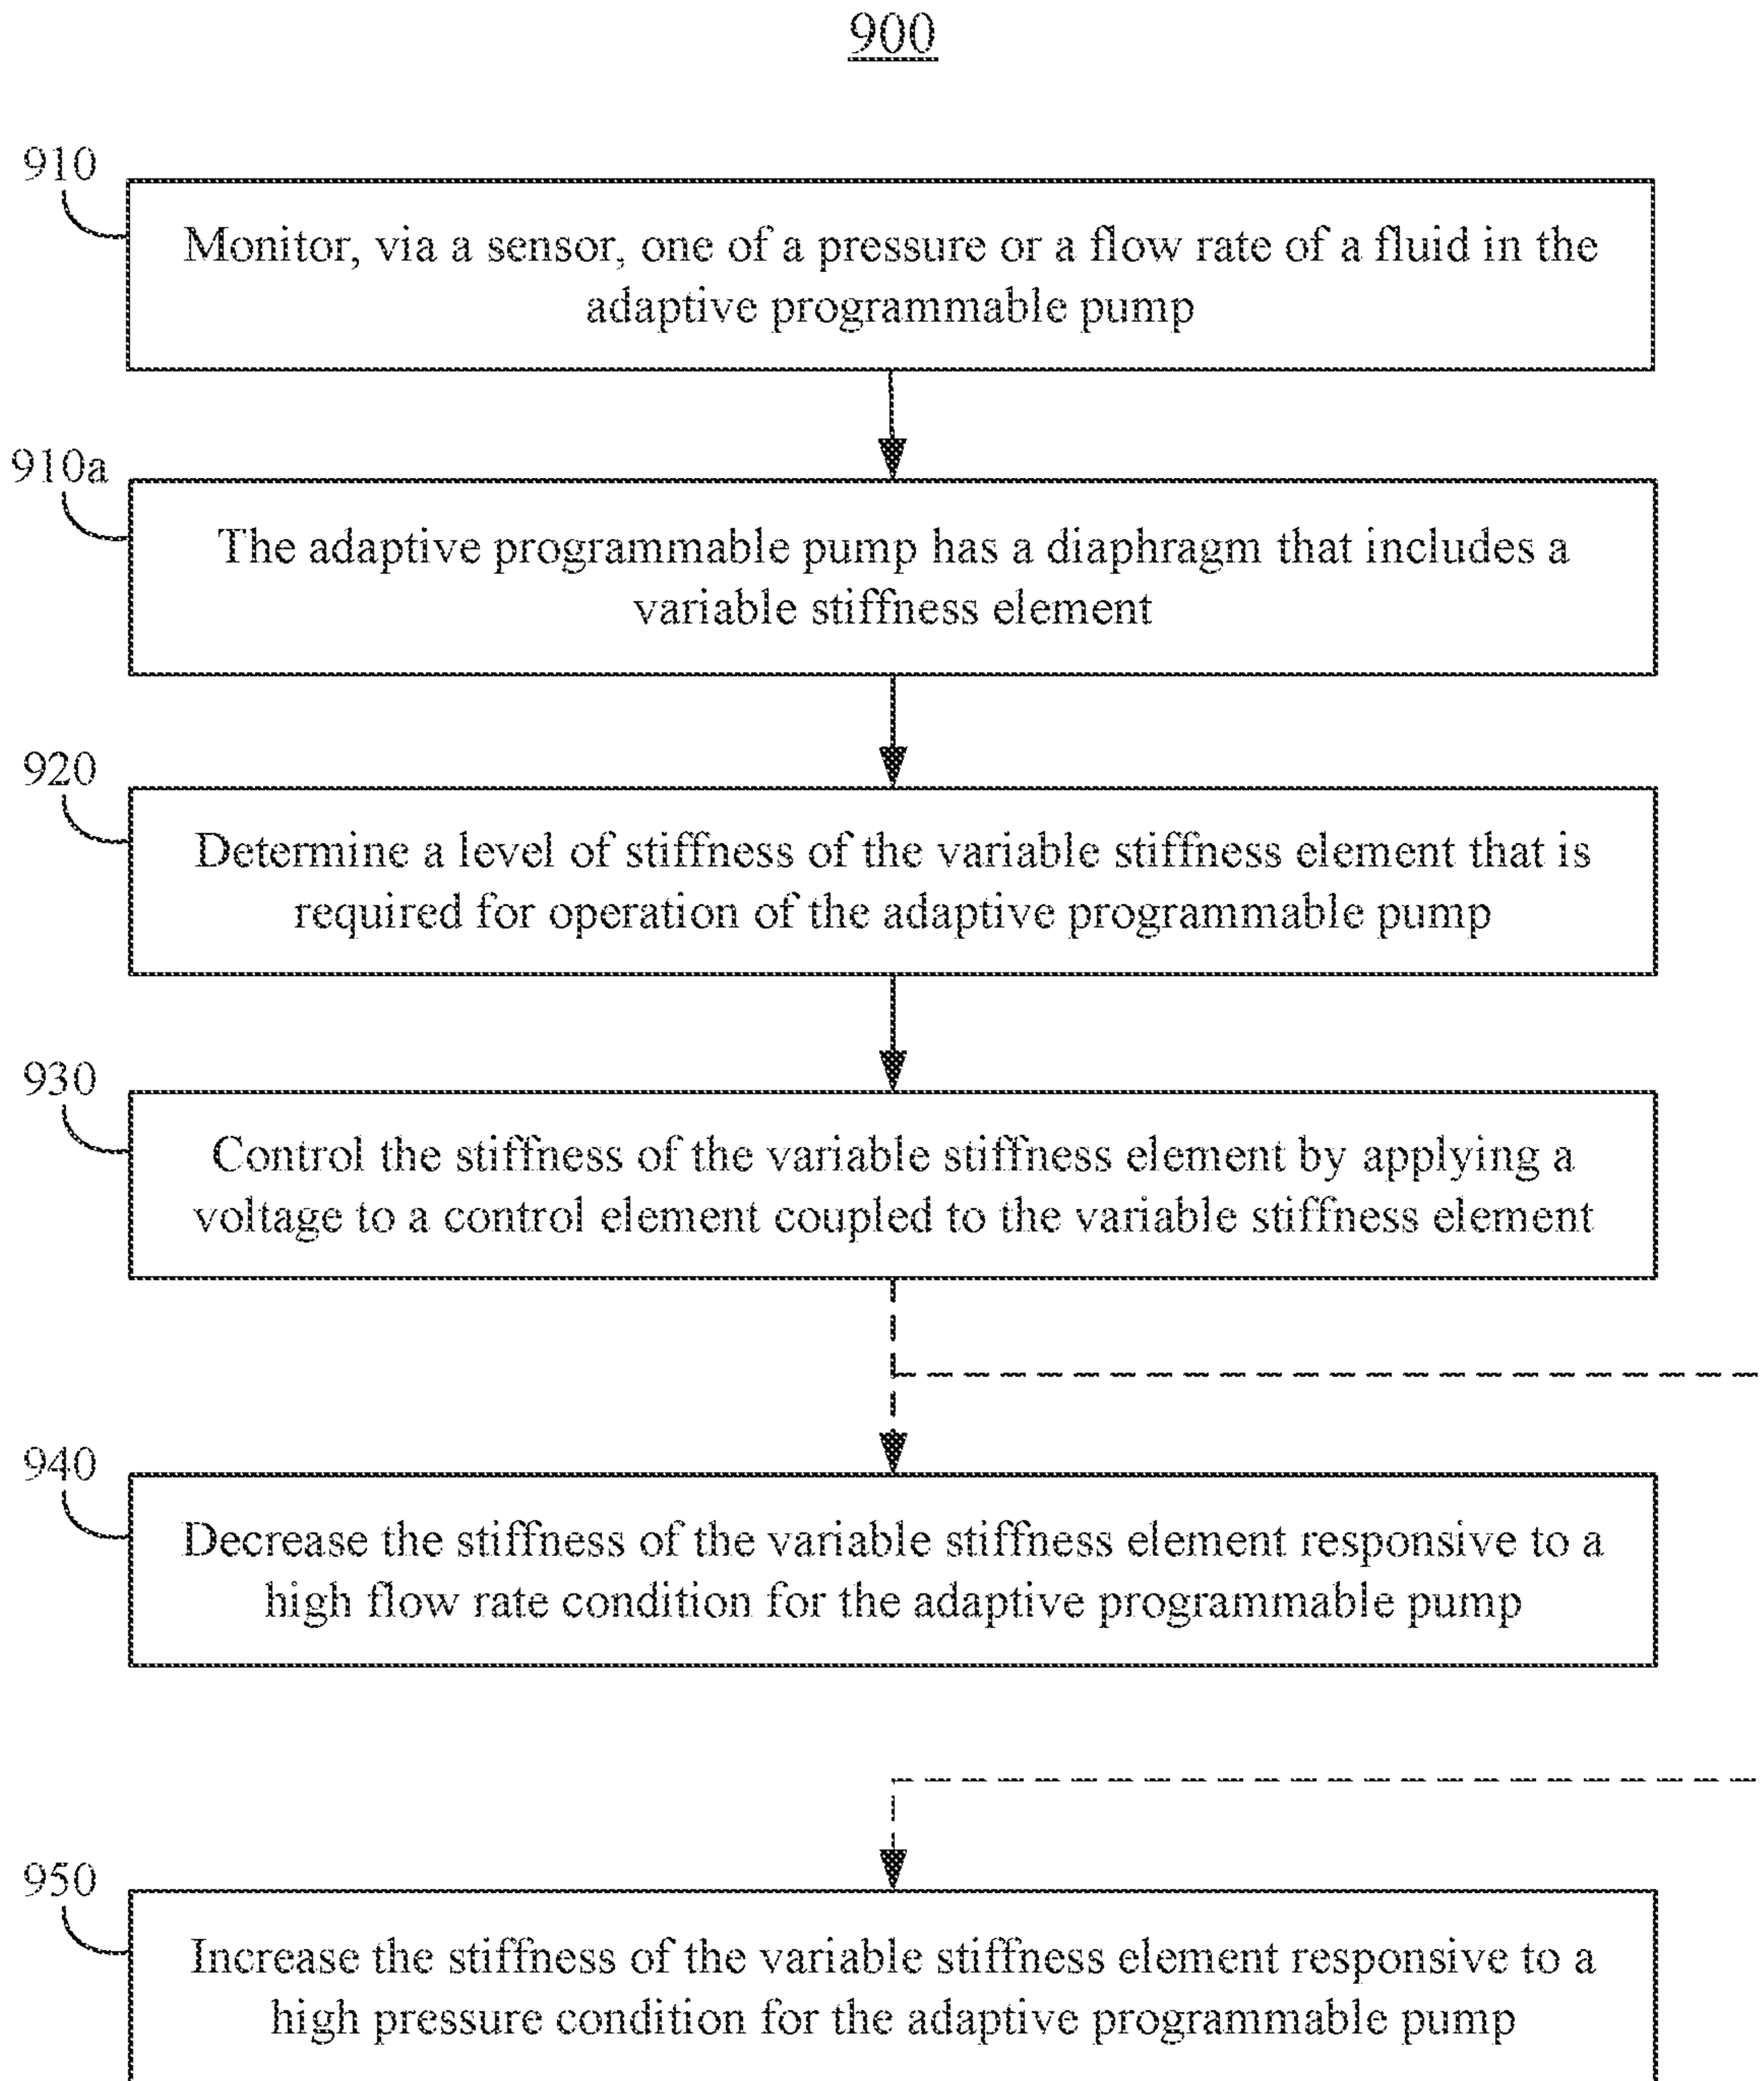 900
910
Monitor, via a sensor, one of a pressure or a flow rate of a fluid in the
adaptive programmable pump
910a
The adaptive programmable pump has a diaphragm that includes a
variable stiffness element
920
Determine a level of stiffness of the variable stiffness element that is
required for operation of the adaptive programmable pump
930
Control the stiffness of the variable stiffness element by applying a
voltage to a control element coupled to the variable stiffness element
940
Decrease the stiffness of the variable stiffness element responsive to a
high flow rate condition for the adaptive programmable pump
950
Increase the stiffness of the variable stiffness element responsive to a
high pressure condition for the adaptive programmable pump